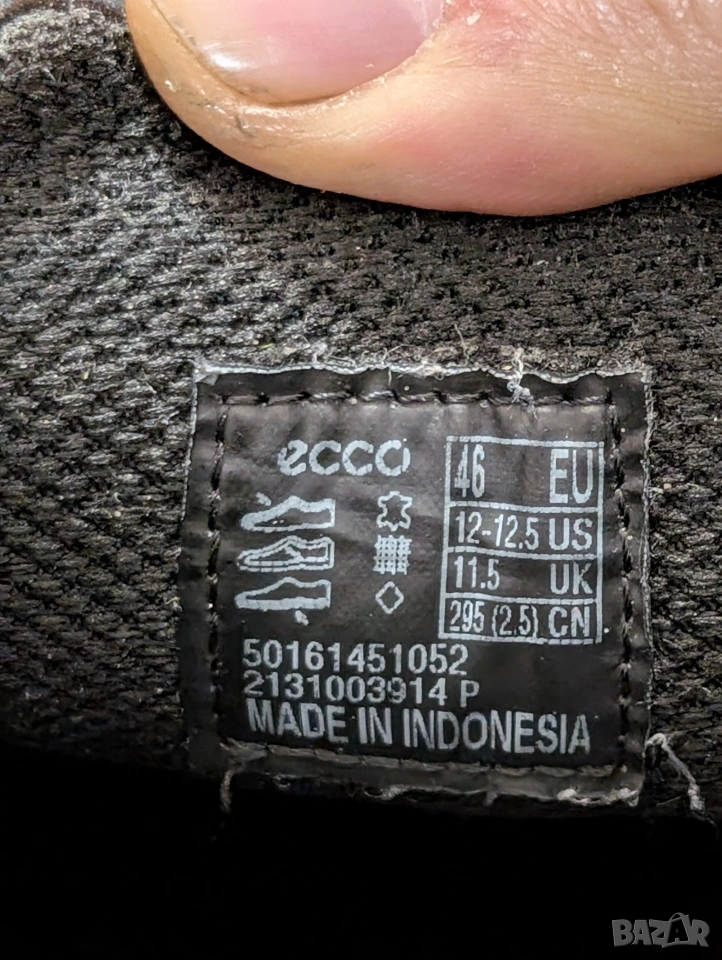 ecco
46 EU
12-12.5 US
11.5 UK
295 (2.5) CN
50161451052
2131003914 P
MADE IN INDONESIA
BAZAR